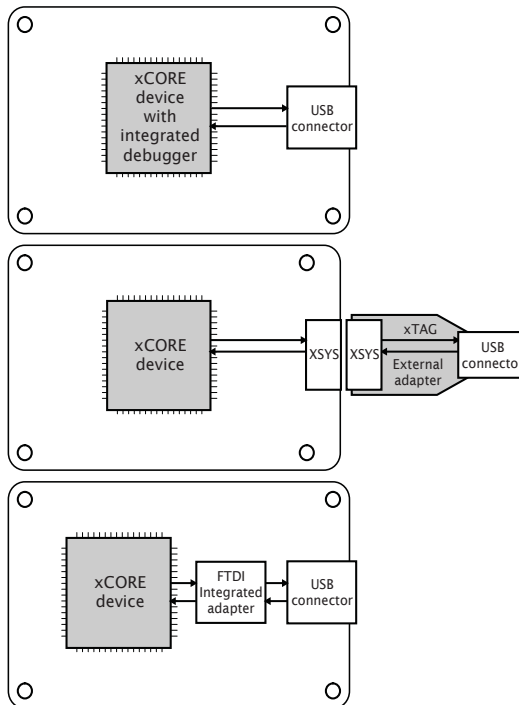 xCORE
device
with
integrated
debugger
USB
connector
xCORE
device
XSYS
XSYS
xTAG
External
adapter
USB
connecto
xCORE
device
FTDI
Integrated
adapter
USB
connector